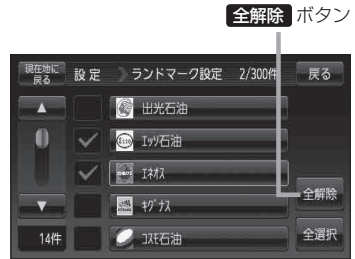 全解除 ボタン
現在地に
戻る
設定
ランドマーク設定 2/300件
戻る
出光石油
Esso
エッソ石油
エネオス
キグナス
全解除
14件
コスモ石油
全選択